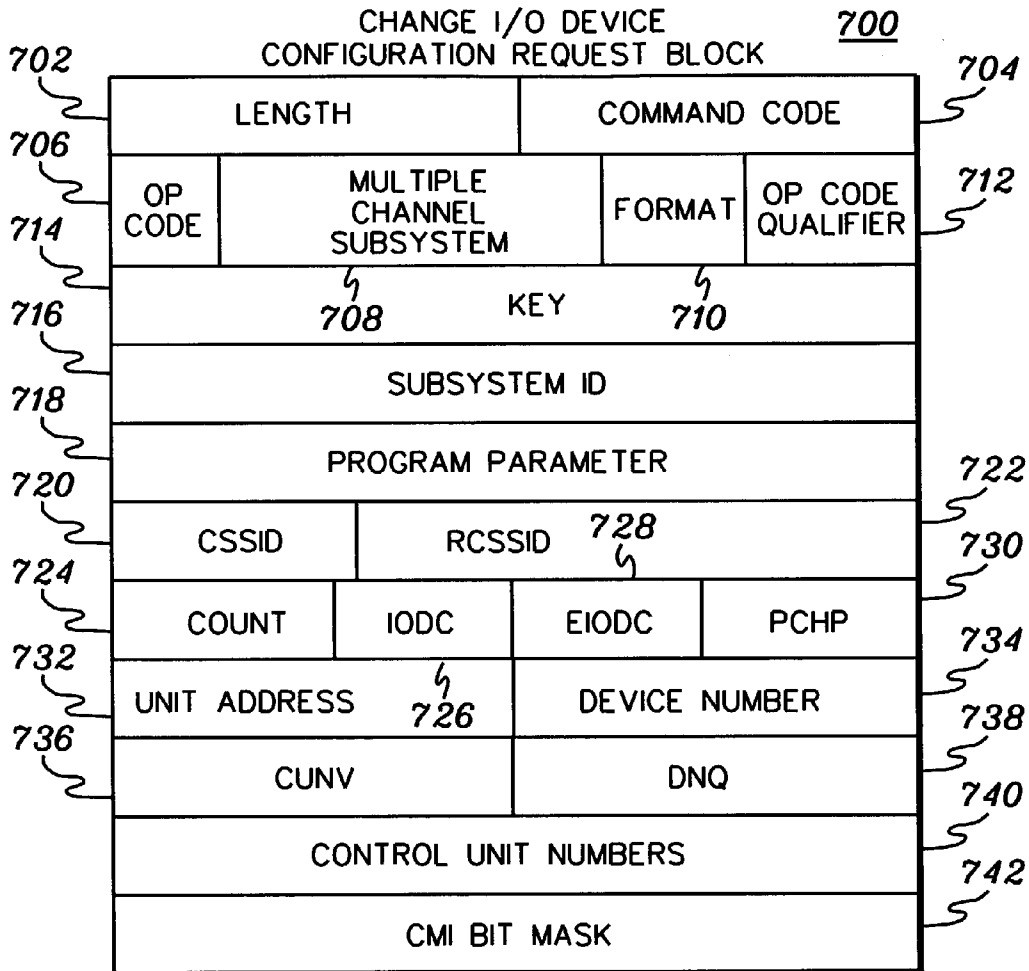 CHANGE I/O DEVICE 700
CONFIGURATION REQUEST BLOCK
702 704
LENGTH COMMAND CODE
706 712
OP CODE MULTIPLE CHANNEL SUBSYSTEM FORMAT OP CODE QUALIFIER
714
708 KEY 710
716
SUBSYSTEM ID
718
PROGRAM PARAMETER
720 722
CSSID RCSSID 728
724 730
COUNT IODC EIODC PCHP
732 734
UNIT ADDRESS 726 DEVICE NUMBER
736 738
CUNV DNQ
740
CONTROL UNIT NUMBERS
742
CMI BIT MASK